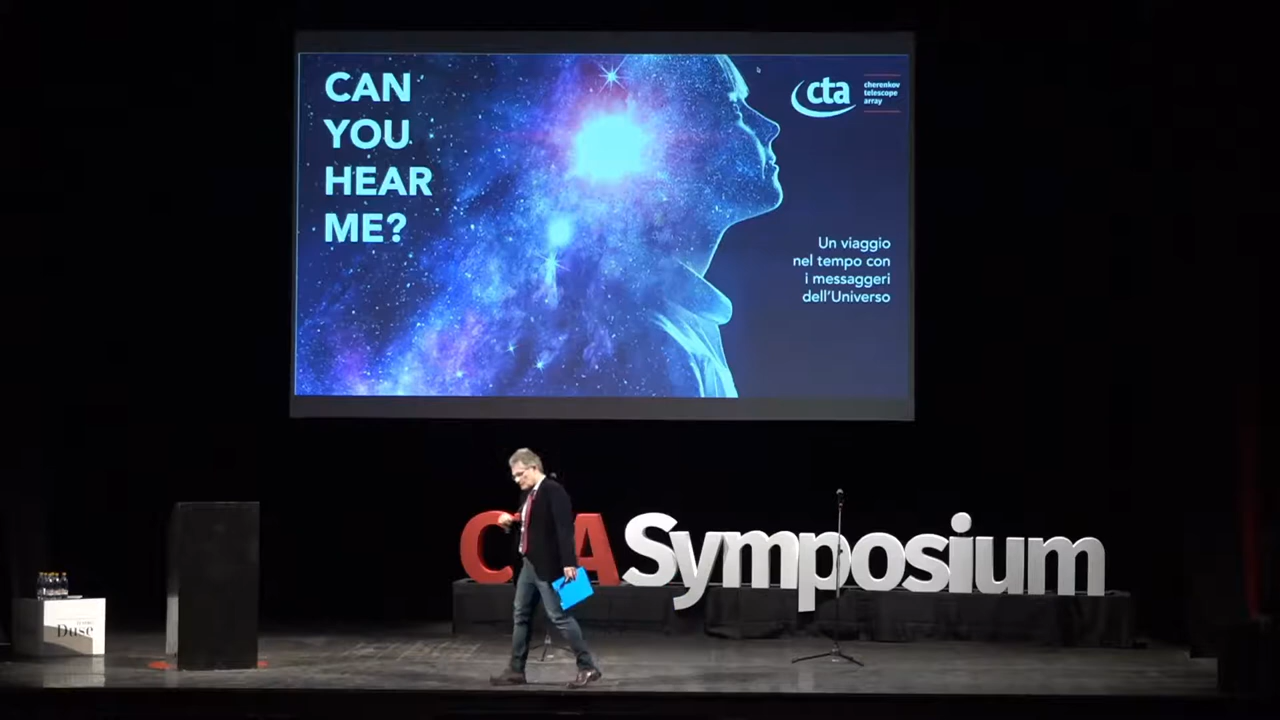 CAN
YOU
HEAR
ME?
cta
cherenkov
telescope
array
Un viaggio
nel tempo con
i messaggeri
dell'Universo
CTA Symposium
Duse